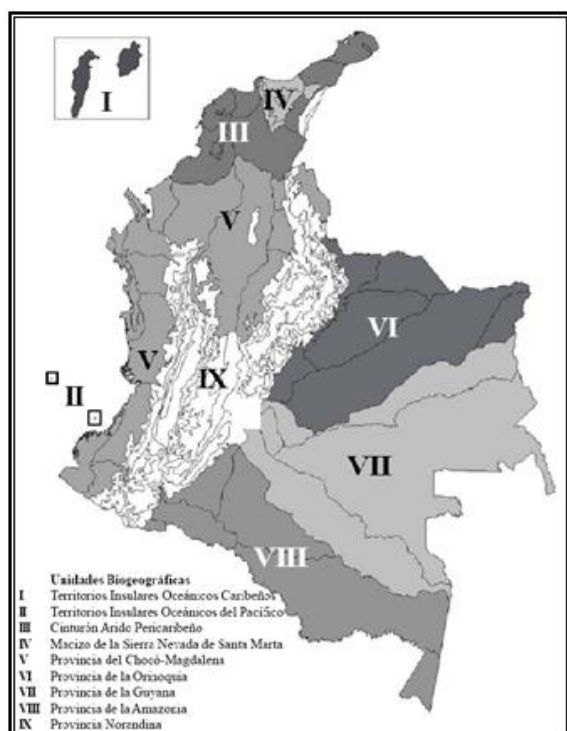 I
IV
III
V
VI
V
IX
II
VII
VIII
Unidades Biogeográficas
I Territorios Insulares Oceánicos Caribeños
II Territorios Insulares Oceánicos del Pacífico
III Cinturón Arido Pericaribeño
IV Macizo de la Sierra Nevada de Santa Marta
V Provincia del Chocó-Magdalena
VI Provincia de la Orinoquia
VII Provincia de la Guyana
VIII Provincia de la Amazonia
IX Provincia Norandina